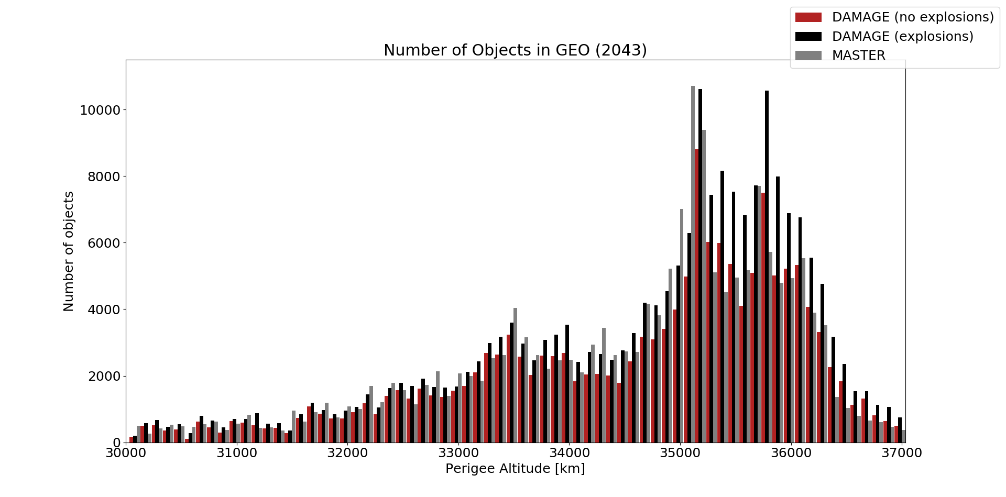 DAMAGE (no explosions)
DAMAGE (explosions)
MASTER
Number of Objects in GEO (2043)
Number of objects
10000
8000
6000
4000
2000
0
30000 31000 32000 33000 34000 35000 36000 37000
Perigee Altitude [km]